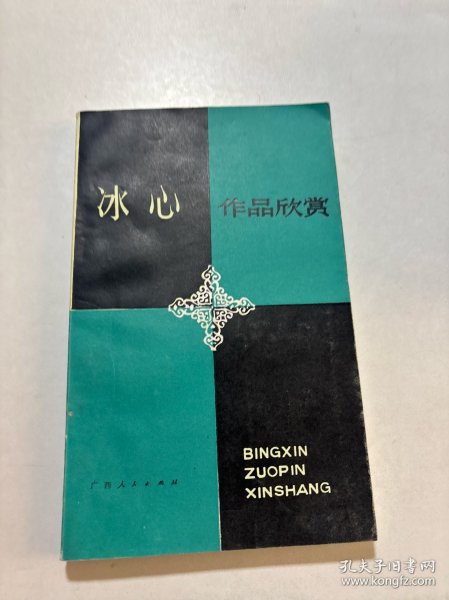 冰心 作品欣赏
BINGXIN
ZUOPIN
XINSHANG
广西人民出版社
孔夫子旧书网
www.kongfz.com